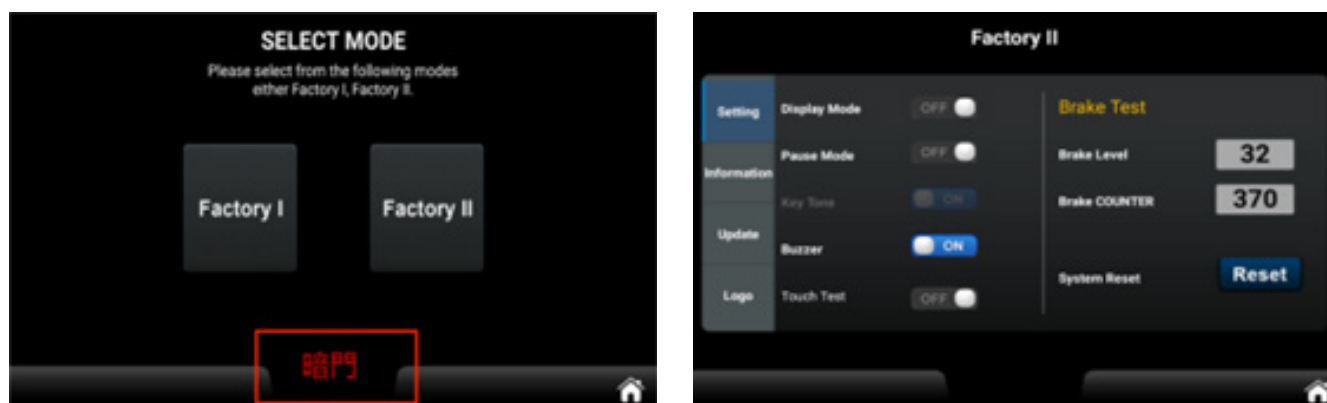 SELECT MODE
Please select from the following modes
either Factory I, Factory II.
Factory I
Factory II
暗門
Factory II
Setting
Information
Update
Logo
Display Mode OFF
Pause Mode OFF
Key Tone ON
Buzzer ON
Touch Test OFF
Brake Test
Brake Level 32
Brake COUNTER 370
System Reset Reset